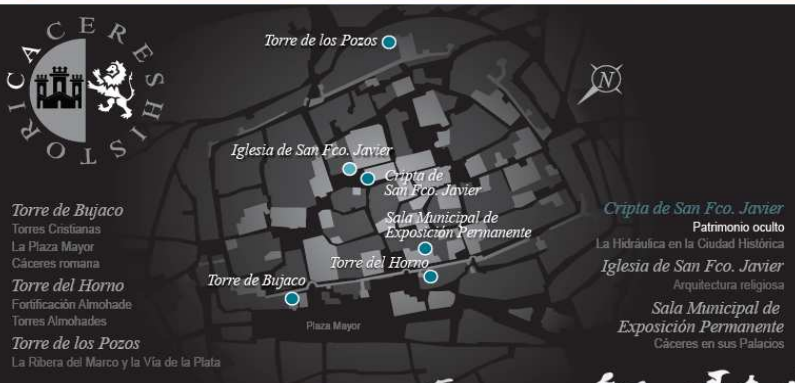 CACERES HISTORICA
Torre de los Pozos
N
Iglesia de San Fco. Javier
Cripta de
San Fco. Javier
Sala Municipal de
Exposición Permanente
Torre del Horno
Torre de Bujaco
Plaza Mayor
Torre de Bujaco
Torres Cristianas
La Plaza Mayor
Cáceres romana
Torre del Horno
Fortificación Almohade
Torres Almohades
Torre de los Pozos
La Ribera del Marco y la Vía de la Plata
Cripta de San Fco. Javier
Patrimonio oculto
La Hidráulica en la Ciudad Histórica
Iglesia de San Fco. Javier
Arquitectura religiosa
Sala Municipal de
Exposición Permanente
Cáceres en sus Palacios